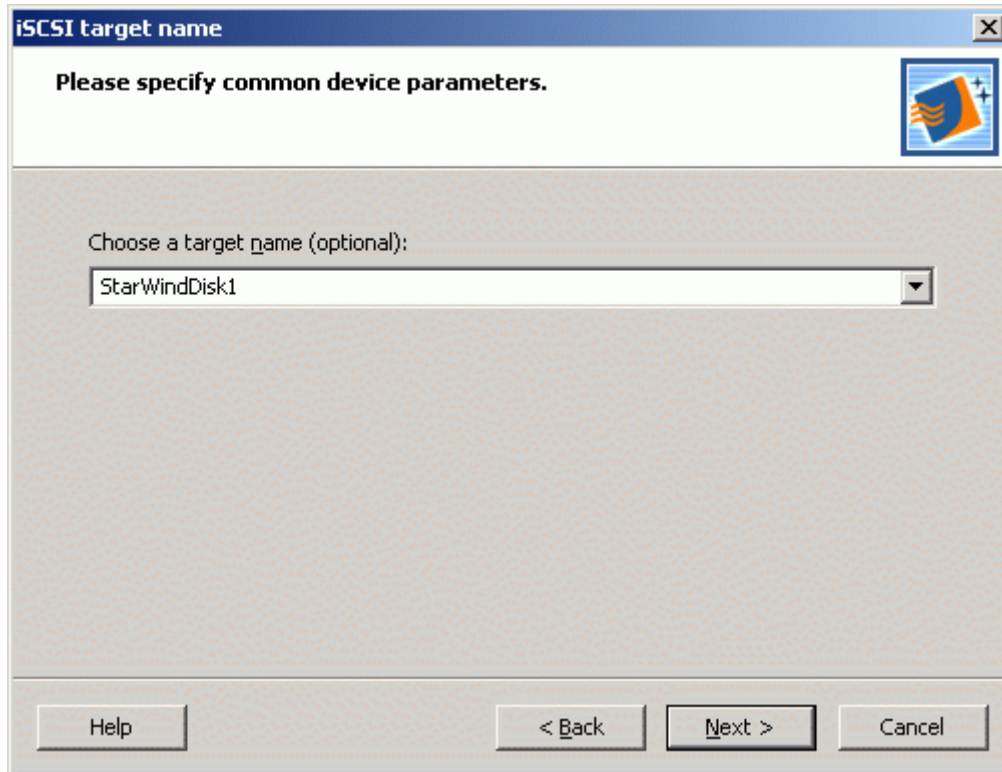 iSCSI target name
Please specify common device parameters.
Choose a target name (optional):
StarWindDisk1
Help
< Back
Next >
Cancel